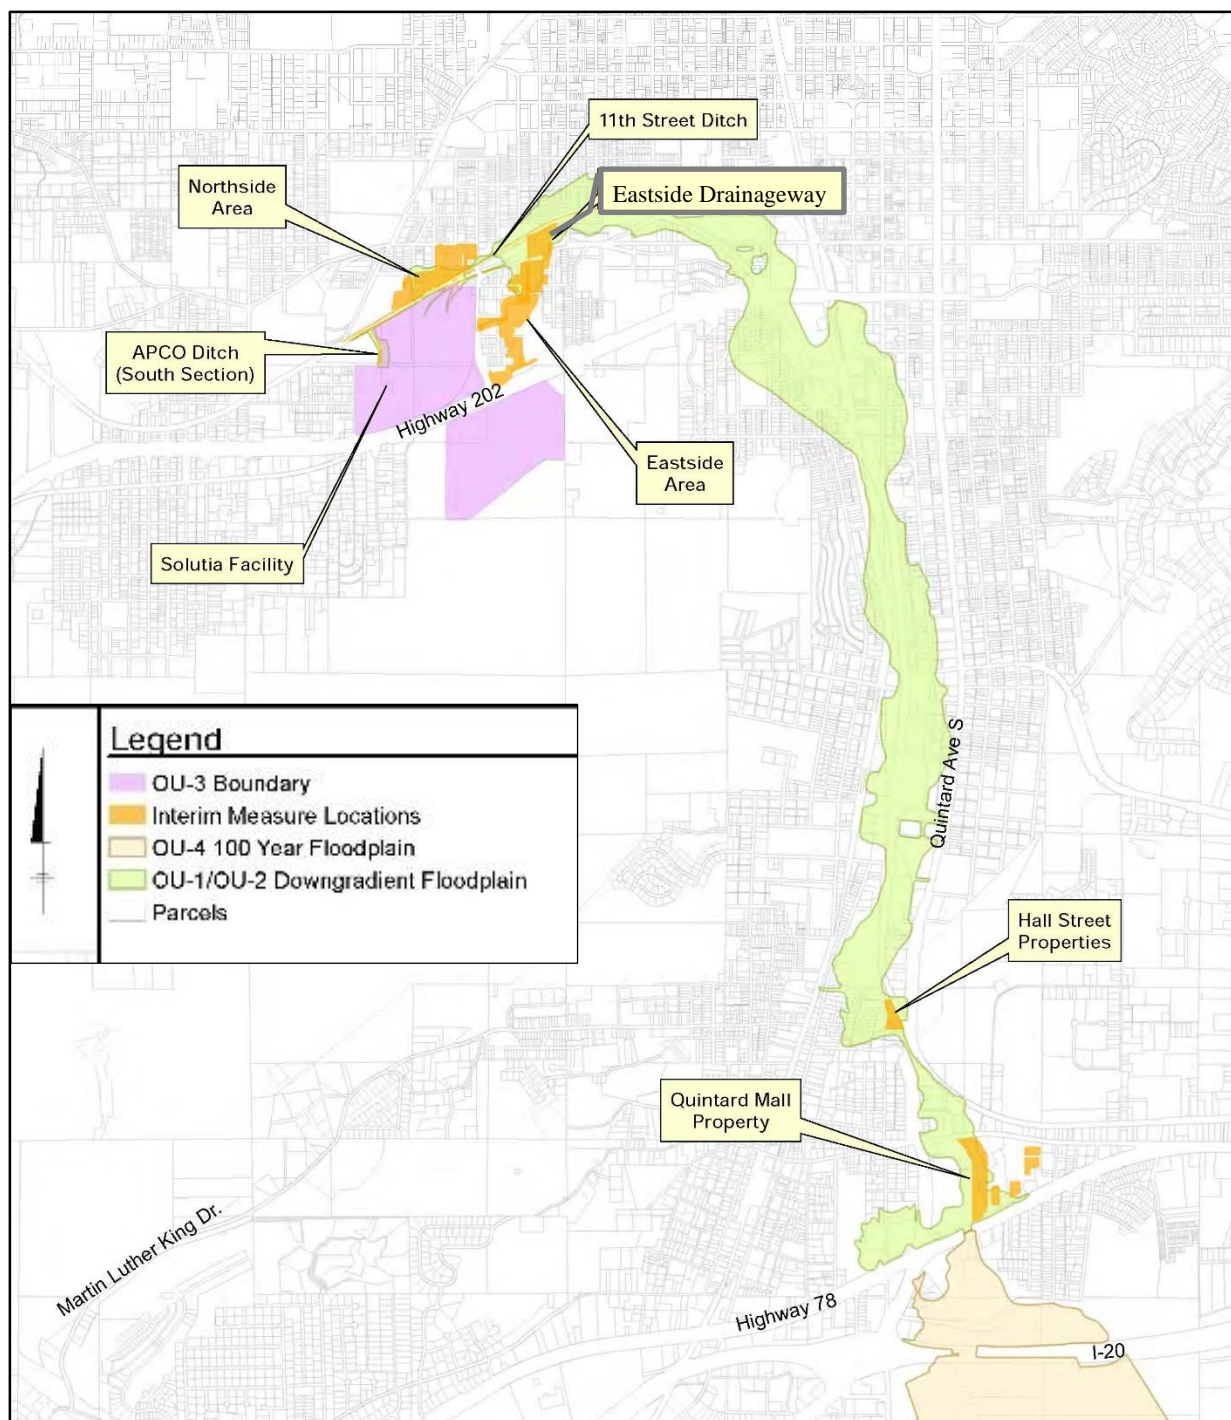 11th Street Ditch
Northside
Area
Eastside Drainageway
APCO Ditch
(South Section)
Highway 202
Eastside
Area
Solutia Facility
Legend
OU-3 Boundary
Interim Measure Locations
OU-4 100 Year Floodplain
OU-1/OU-2 Downgradient Floodplain
Parcels
Quintard Ave S
Hall Street
Properties
Quintard Mall
Property
Martin Luther King Dr.
Highway 78
I-20